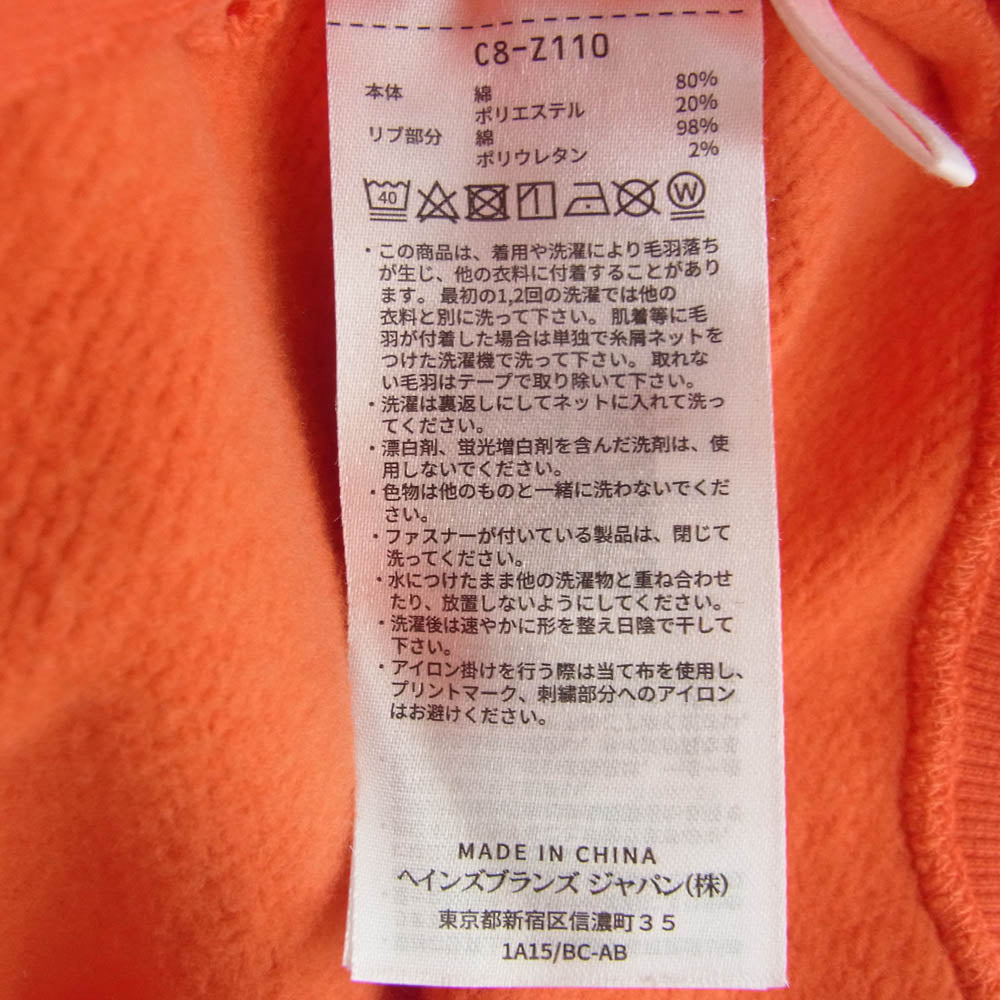 C8-Z110
本体 綿 80%
ポリエステル 20%
リブ部分 綿 98%
ポリウレタン 2%
40 W
・この商品は、着用や洗濯により毛羽落ち
が生じ、他の衣料に付着することがあり
ます。最初の1,2回の洗濯では他の
衣料と別に洗って下さい。肌着等に毛
羽が付着した場合は単独で糸屑ネットを
つけた洗濯機で洗って下さい。取れな
い毛羽はテープで取り除いて下さい。
・洗濯は裏返しにしてネットに入れて洗っ
てください。
・漂白剤、蛍光増白剤を含んだ洗剤は、使
用しないでください。
・色物は他のものと一緒に洗わないでくだ
さい。
・ファスナーが付いている製品は、閉じて
洗ってください。
・水につけたまま他の洗濯物と重ね合わせ
たり、放置しないようにしてください。
・洗濯後は速やかに形を整え日陰で干して
下さい。
・アイロン掛けを行う際は当て布を使用し、
プリントマーク、刺繍部分へのアイロン
はお避けください。
MADE IN CHINA
ヘインズブランズ ジャパン(株)
東京都新宿区信濃町35
1A15/BC-AB